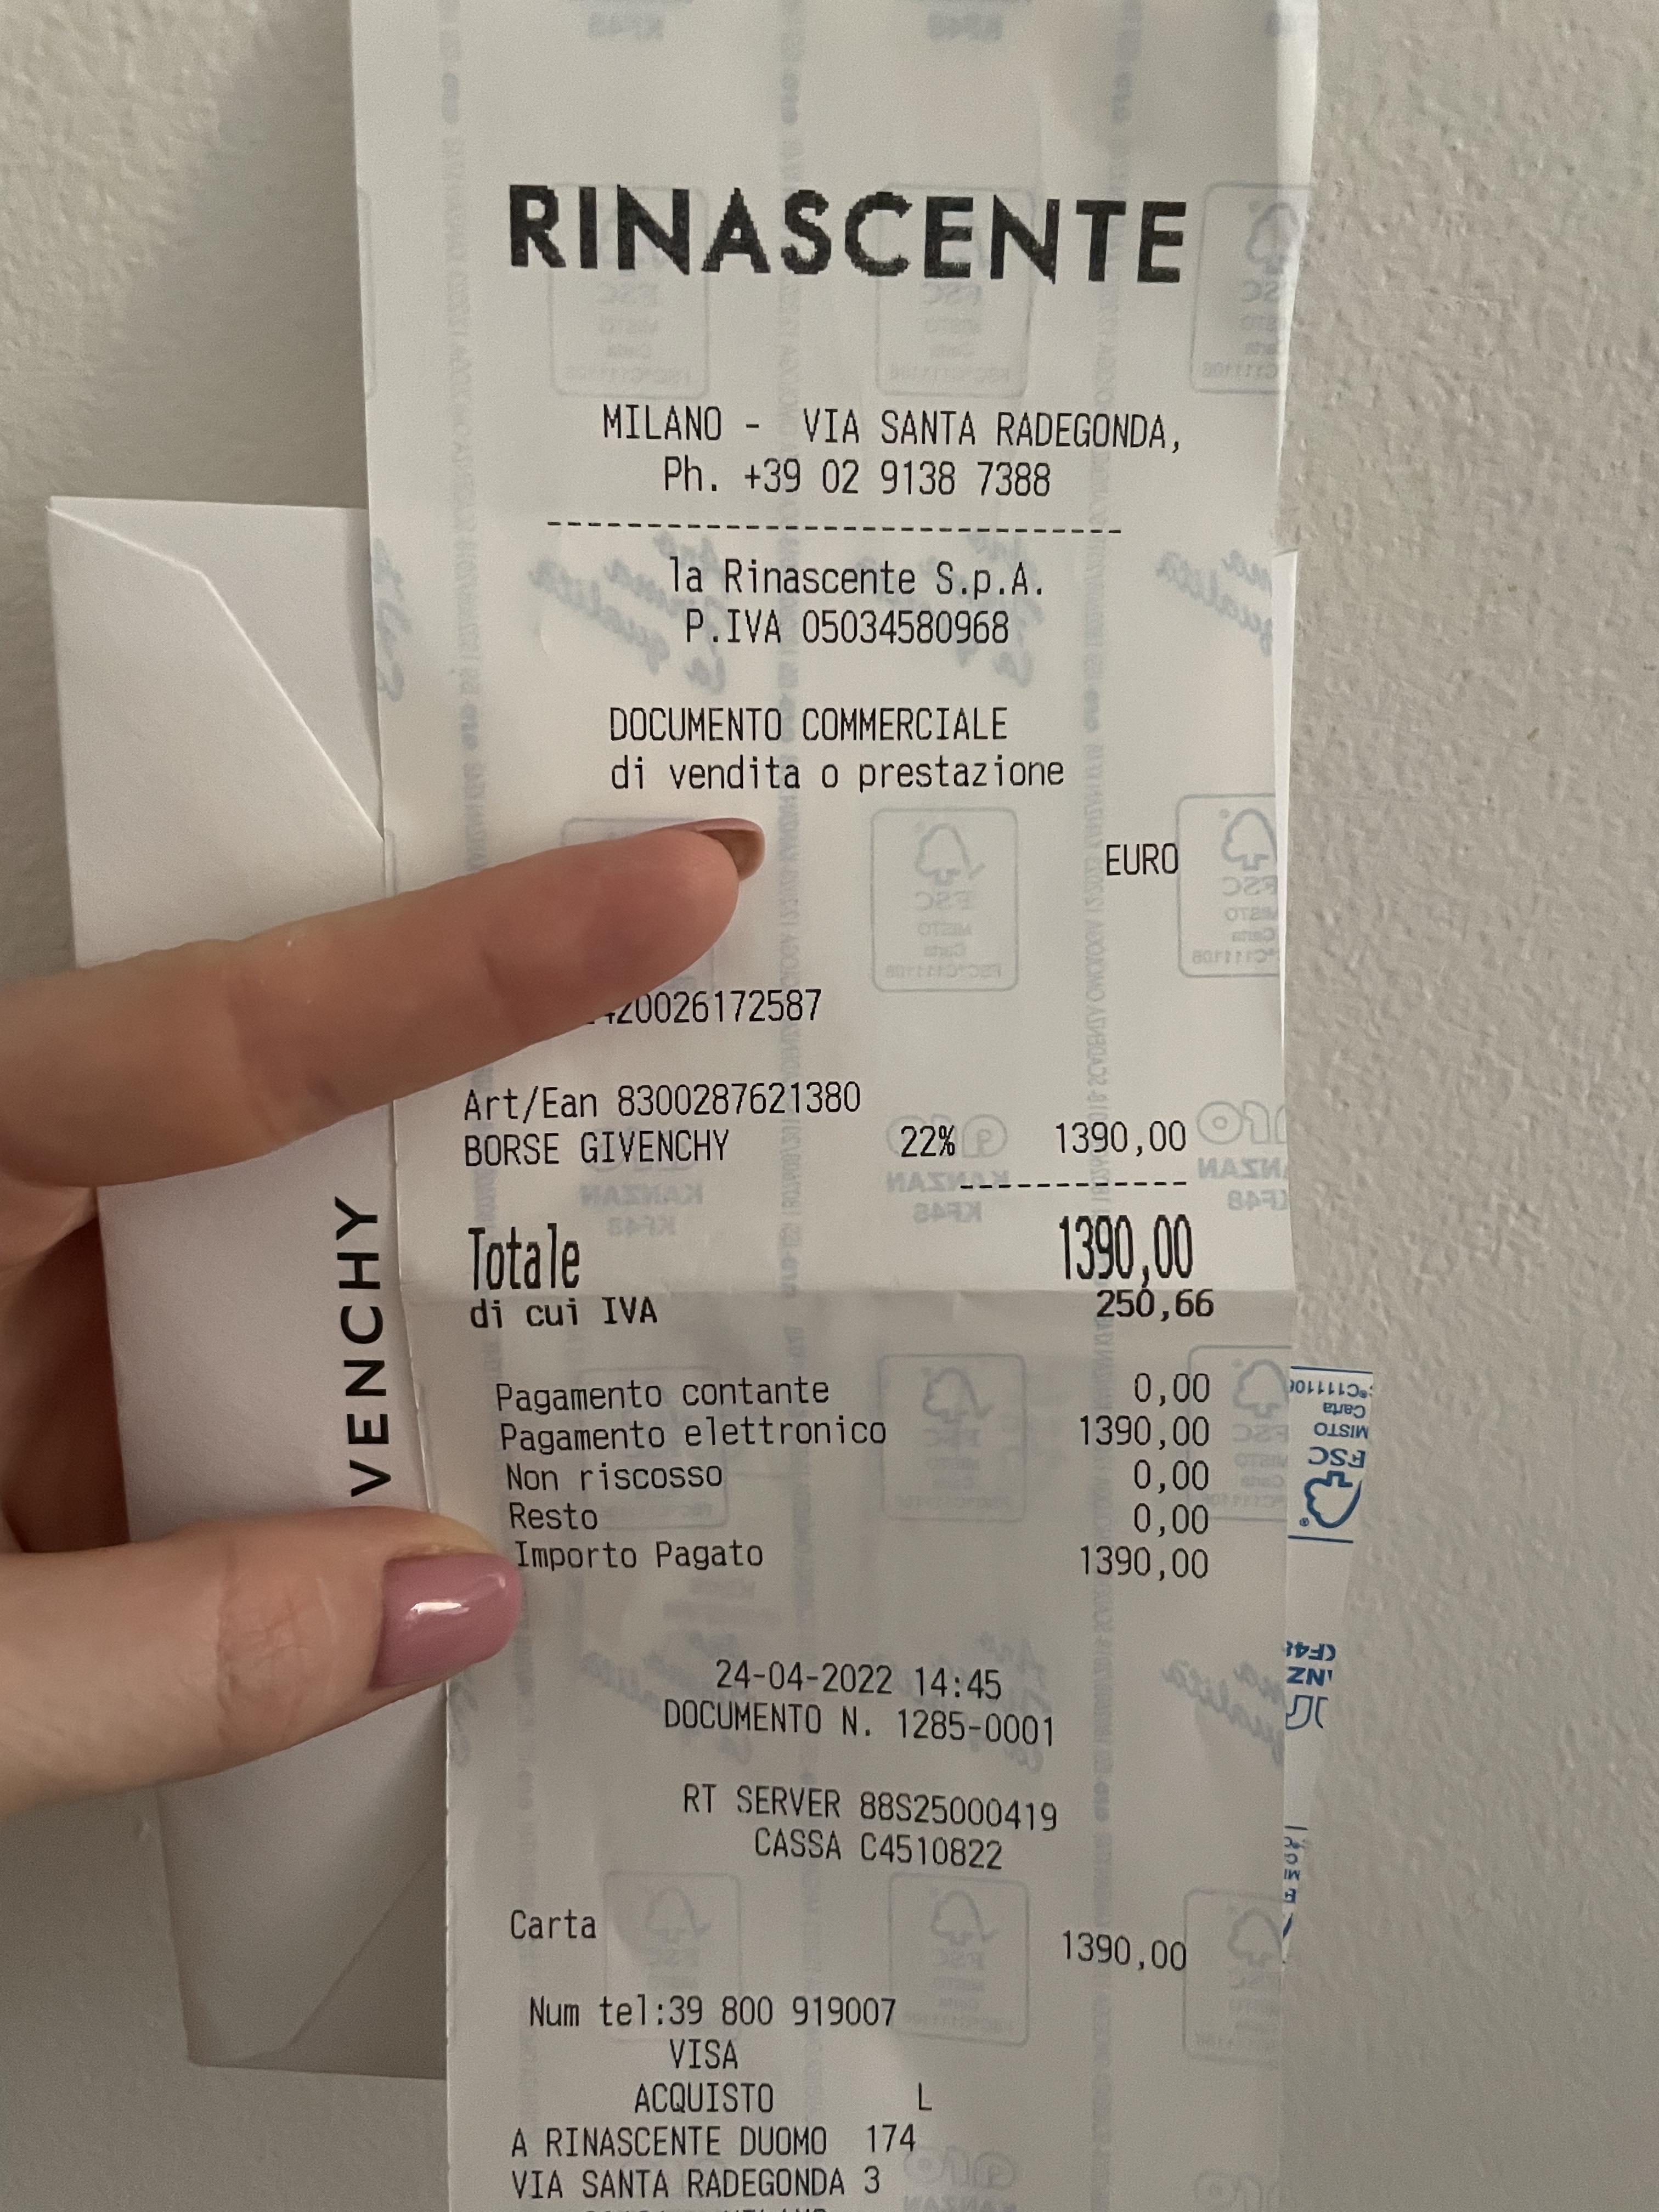 RINASCENTE
MILANO - VIA SANTA RADEGONDA,
Ph. +39 02 9138 7388
la Rinascente S.p.A.
P.IVA 05034580968
DOCUMENTO COMMERCIALE
di vendita o prestazione
EURO
20026172587
Art/Ean 8300287621380
BORSE GIVENCHY 22% 1390,00
Totale 1390,00
di cui IVA 250,66
Pagamento contante 0,00
Pagamento elettronico 1390,00
Non riscosso 0,00
Resto 0,00
Importo Pagato 1390,00
24-04-2022 14:45
DOCUMENTO N. 1285-0001
RT SERVER 88S25000419
CASSA C4510822
Carta 1390,00
Num tel:39 800 919007
VISA
ACQUISTO L
A RINASCENTE DUOMO 174
VIA SANTA RADEGONDA 3
VENCHY
FSC
MISTO
Carta